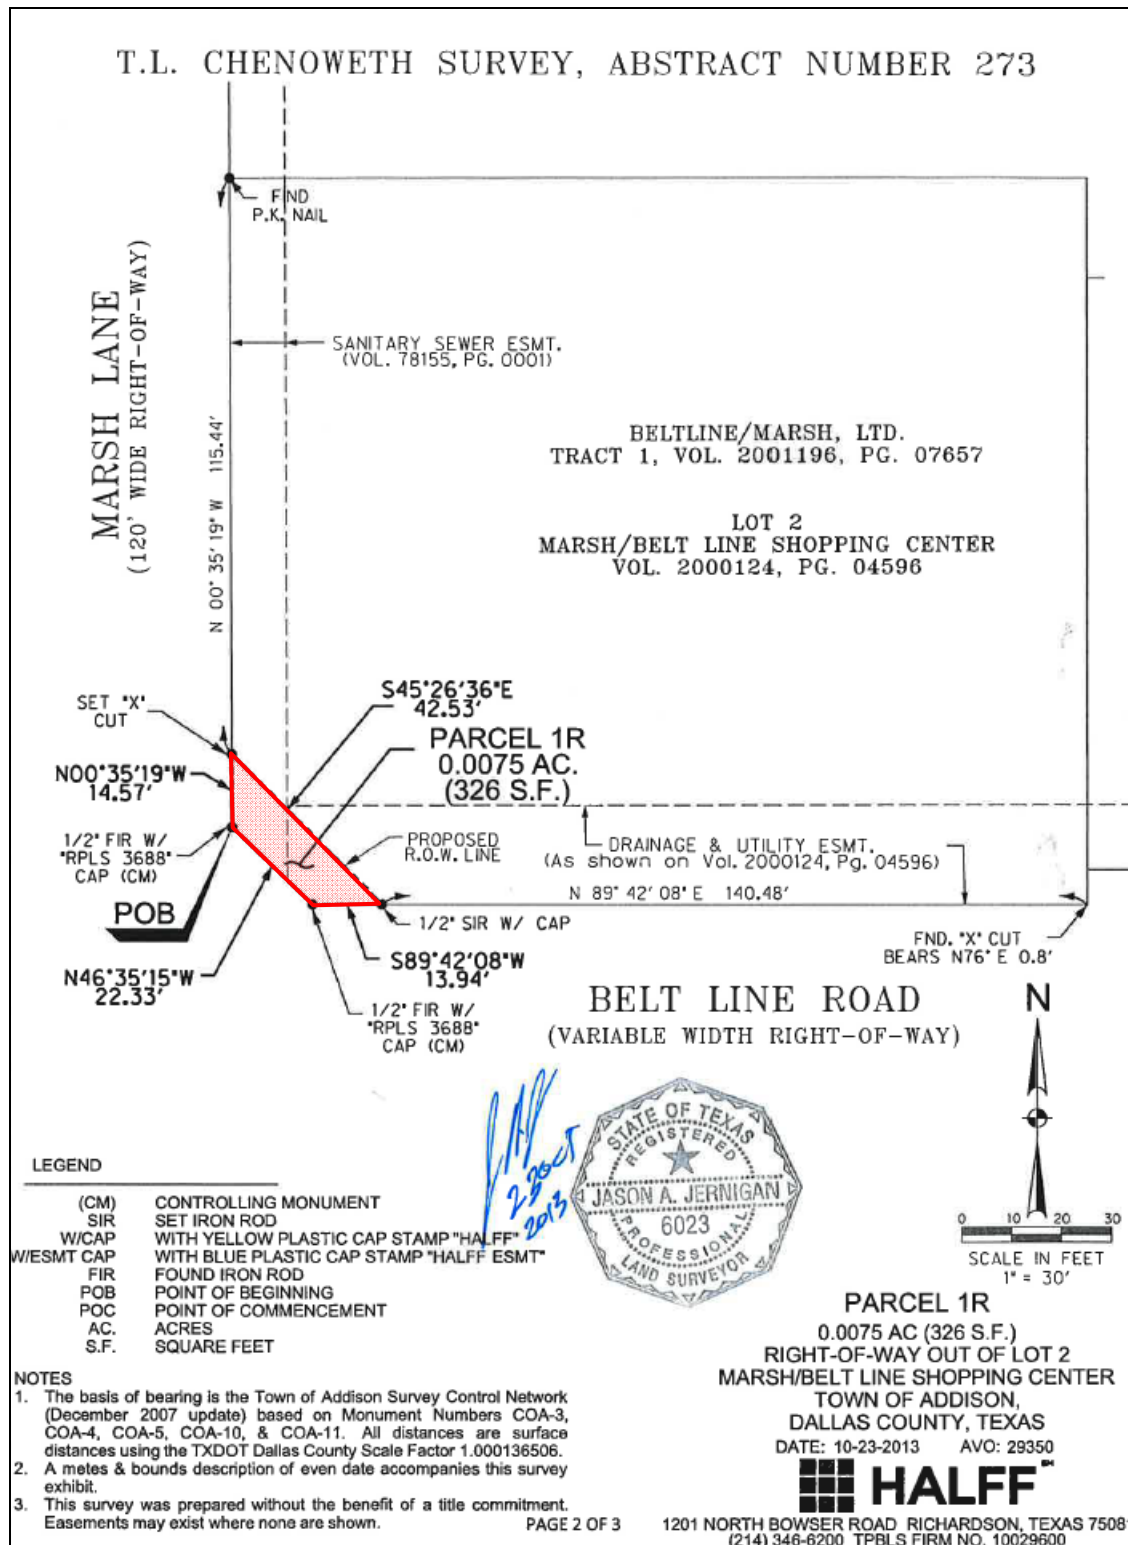 T.L. CHENOWETH SURVEY, ABSTRACT NUMBER 273
FND
P.K. NAIL
MARSH LANE
(120' WIDE RIGHT-OF-WAY)
SANITARY SEWER ESMT.
(VOL. 78155, PG. 0001)
N 00° 35' 19" W 115.44'
BELTLINE/MARSH, LTD.
TRACT 1, VOL. 2001196, PG. 07657
LOT 2
MARSH/BELT LINE SHOPPING CENTER
VOL. 2000124, PG. 04596
SET "X"
CUT
S45°26'36"E
42.53'
PARCEL 1R
0.0075 AC.
(326 S.F.)
N00°35'19"W
14.57'
1/2" FIR W/
"RPLS 3688"
CAP (CM)
PROPOSED
R.O.W. LINE
DRAINAGE & UTILITY ESMT.
(As shown on Vol. 2000124, Pg. 04596)
N 89° 42' 08" E 140.48'
POB
1/2" SIR W/ CAP
FND. "X" CUT
BEARS N76° E 0.8'
N46°35'15"W
22.33'
S89°42'08"W
13.94'
1/2" FIR W/
"RPLS 3688"
CAP (CM)
BELT LINE ROAD
(VARIABLE WIDTH RIGHT-OF-WAY)
N
2013
STATE OF TEXAS
REGISTERED
JASON A. JERNIGAN
6023
PROFESSIONAL
LAND SURVEYOR
0 10 20 30
SCALE IN FEET
1" = 30'
LEGEND
(CM) CONTROLLING MONUMENT
SIR SET IRON ROD
W/CAP WITH YELLOW PLASTIC CAP STAMP "HALFF"
W/ESMT CAP WITH BLUE PLASTIC CAP STAMP "HALFF ESMT"
FIR FOUND IRON ROD
POB POINT OF BEGINNING
POC POINT OF COMMENCEMENT
AC. ACRES
S.F. SQUARE FEET
NOTES
1. The basis of bearing is the Town of Addison Survey Control Network
(December 2007 update) based on Monument Numbers COA-3,
COA-4, COA-5, COA-10, & COA-11. All distances are surface
distances using the TXDOT Dallas County Scale Factor 1.000136506.
2. A metes & bounds description of even date accompanies this survey
exhibit.
3. This survey was prepared without the benefit of a title commitment.
Easements may exist where none are shown.
PAGE 2 OF 3
PARCEL 1R
0.0075 AC (326 S.F.)
RIGHT-OF-WAY OUT OF LOT 2
MARSH/BELT LINE SHOPPING CENTER
TOWN OF ADDISON,
DALLAS COUNTY, TEXAS
DATE: 10-23-2013 AVO: 29350
HALFF SM
1201 NORTH BOWSER ROAD RICHARDSON, TEXAS 75081
(214) 346-6200 TPBLS FIRM NO. 10029600